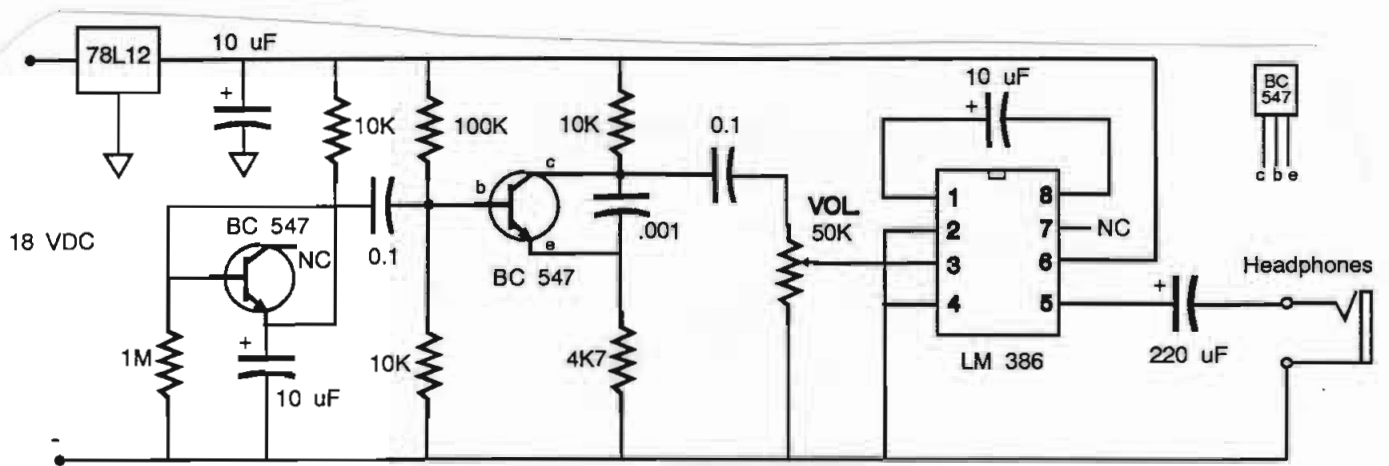 78L12
10 uF
+
10K
100K
10K
0.1
10 uF
+
BC
547
c b e
18 VDC
BC 547
NC
0.1
b
c
e
BC 547
.001
VOL.
50K
1
2
3
4
8
7
6
5
NC
LM 386
+
220 uF
Headphones
1M
+
10 uF
10K
4K7
-